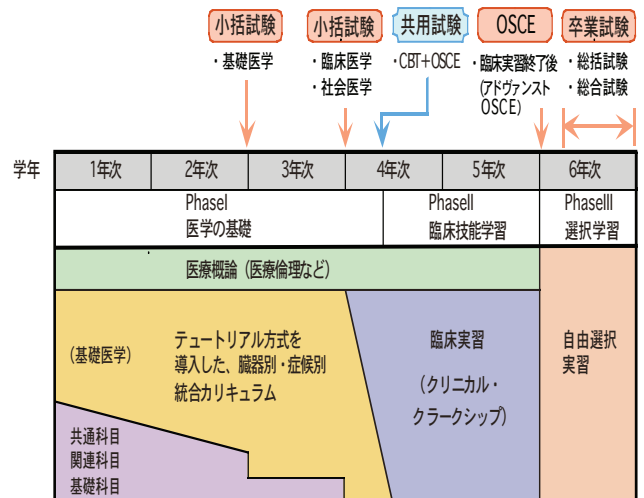 小括試験
・基礎医学
小括試験
・臨床医学
・社会医学
共用試験
・CBT+OSCE
OSCE
・臨床実習終了後
(アドヴァンスト
OSCE)
卒業試験
・総括試験
・総合試験
学年
1年次
2年次
3年次
4年次
5年次
6年次
PhaseI
医学の基礎
PhaseII
臨床技能学習
PhaseIII
選択学習
医療概論(医療倫理など)
(基礎医学)
テュートリアル方式を
導入した、臓器別・症候別
統合カリキュラム
臨床実習
(クリニカル・
クラークシップ)
自由選択
実習
共通科目
関連科目
基礎科目